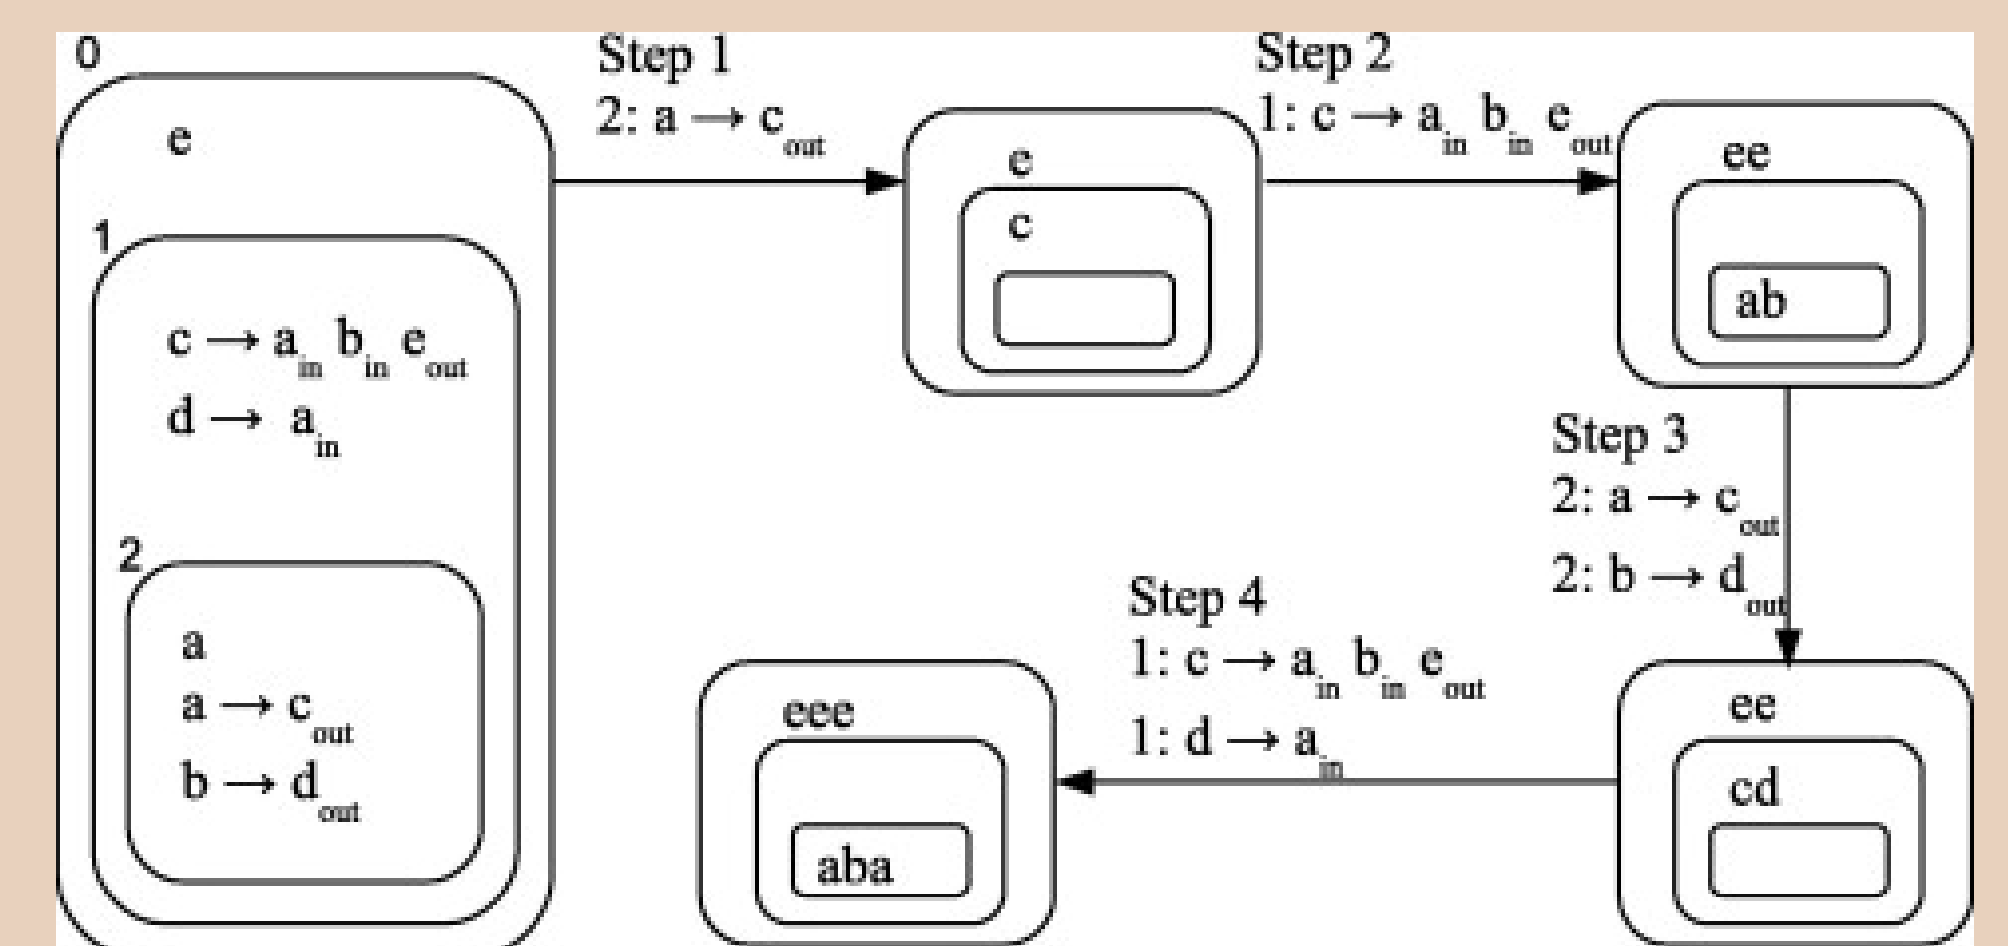 0
e
1
c → a_in b_in e_out
d → a_in
2
a
a → c_out
b → d_out
Step 1
2: a → c_out
e
c
Step 2
1: c → a_in b_in e_out
ee
ab
Step 3
2: a → c_out
2: b → d_out
ee
cd
Step 4
1: c → a_in b_in e_out
1: d → a_in
eee
aba